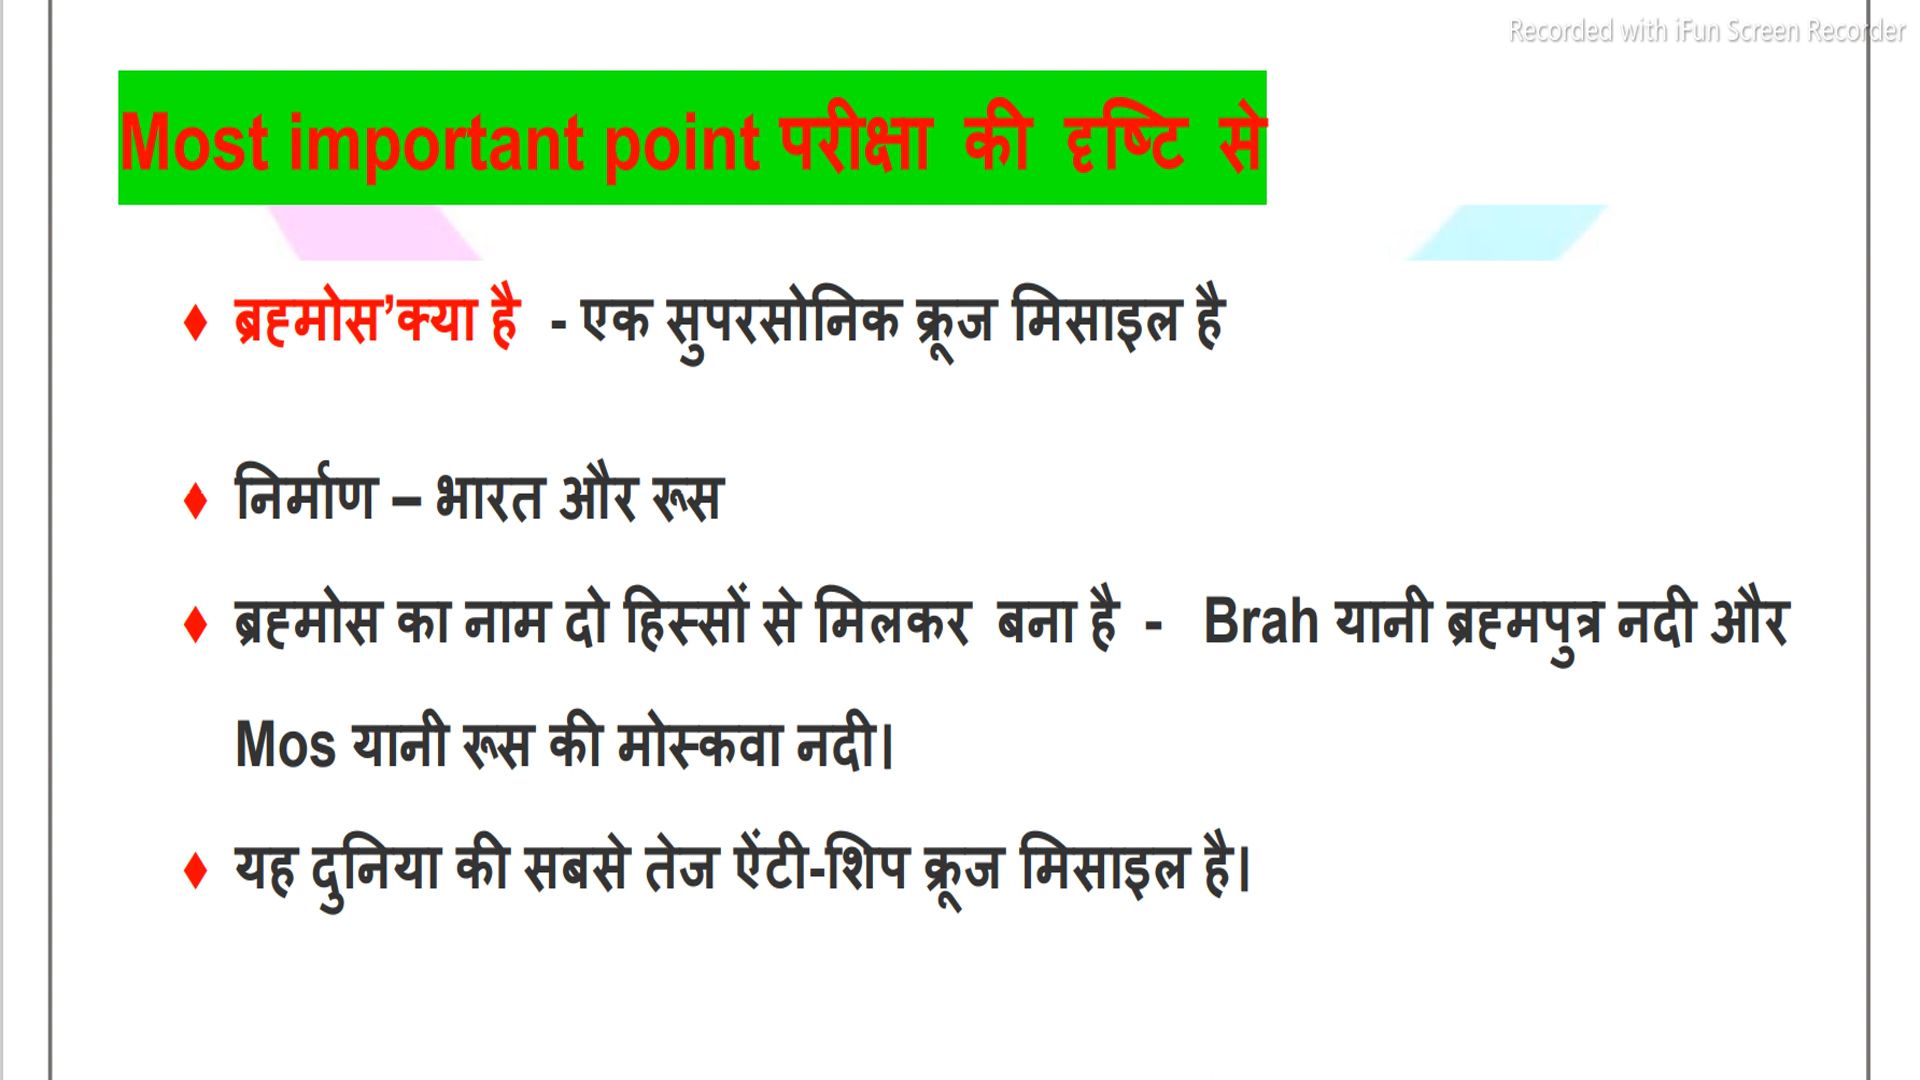 Recorded with iFun Screen Recorder
Most important point परीक्षा की दृष्टि से
♦ ब्रह्मोस’क्या है - एक सुपरसोनिक क्रूज मिसाइल है
♦ निर्माण – भारत और रूस
♦ ब्रह्मोस का नाम दो हिस्सों से मिलकर बना है - Brah यानी ब्रह्मपुत्र नदी और
Mos यानी रूस की मोस्कवा नदी।
♦ यह दुनिया की सबसे तेज ऐंटी-शिप क्रूज मिसाइल है।